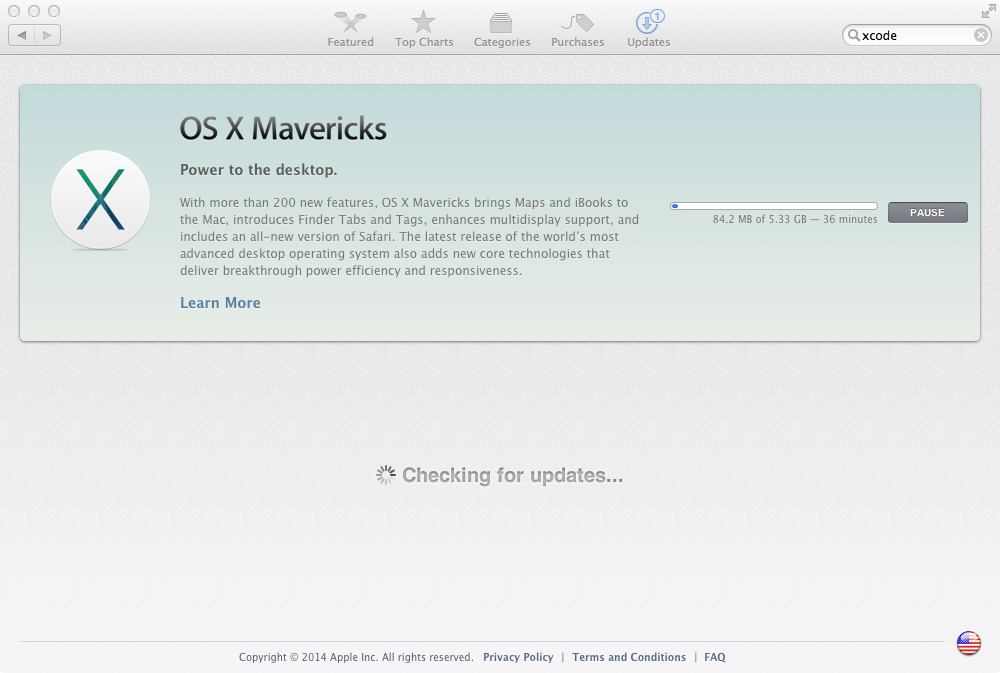 Featured
Top Charts
Categories
Purchases
1
Updates
xcode
OS X Mavericks
Power to the desktop.
With more than 200 new features, OS X Mavericks brings Maps and iBooks to
the Mac, introduces Finder Tabs and Tags, enhances multidisplay support, and
includes an all-new version of Safari. The latest release of the world's most
advanced desktop operating system also adds new core technologies that
deliver breakthrough power efficiency and responsiveness.
Learn More
84.2 MB of 5.33 GB — 36 minutes
PAUSE
X
Checking for updates...
Copyright © 2014 Apple Inc. All rights reserved. Privacy Policy | Terms and Conditions | FAQ